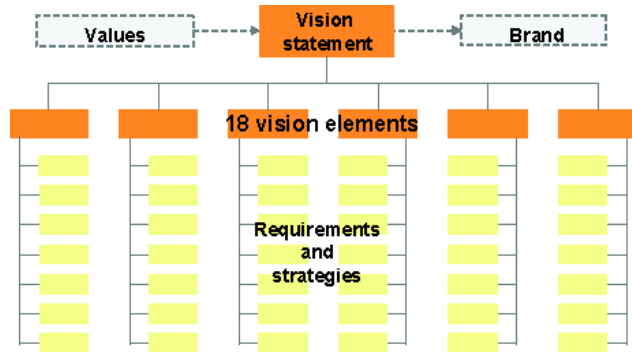 Values
Vision
statement
Brand
18 vision elements
Requirements
and
strategies